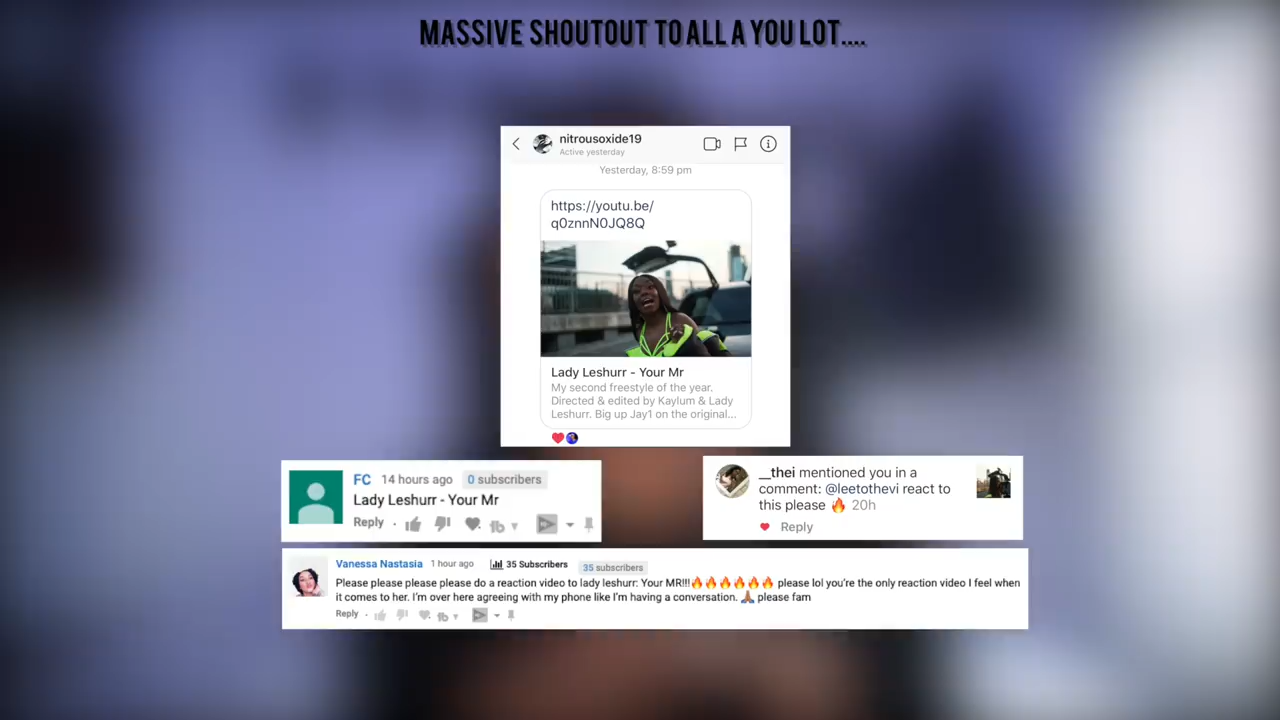 MASSIVE SHOUTOUT TO ALL A YOU LOT....
nitrousoxide19
Active yesterday
Yesterday, 8:59 pm
https://youtu.be/
q0znnN0JQ8Q
Lady Leshurr - Your Mr
My second freestyle of the year.
Directed & edited by Kaylum & Lady
Leshurr. Big up Jay1 on the original...
FC 14 hours ago 0 subscribers
Lady Leshurr - Your Mr
Reply
__thei mentioned you in a
comment: @leetothevi react to
this please 🔥 20h
Reply
Vanessa Nastasia 1 hour ago 35 Subscribers 35 subscribers
Please please please please do a reaction video to lady leshurr: Your MR!!!🔥🔥🔥🔥🔥🔥 please lol you're the only reaction video I feel when
it comes to her. I'm over here agreeing with my phone like I'm having a conversation. 🙏🏽 please fam
Reply